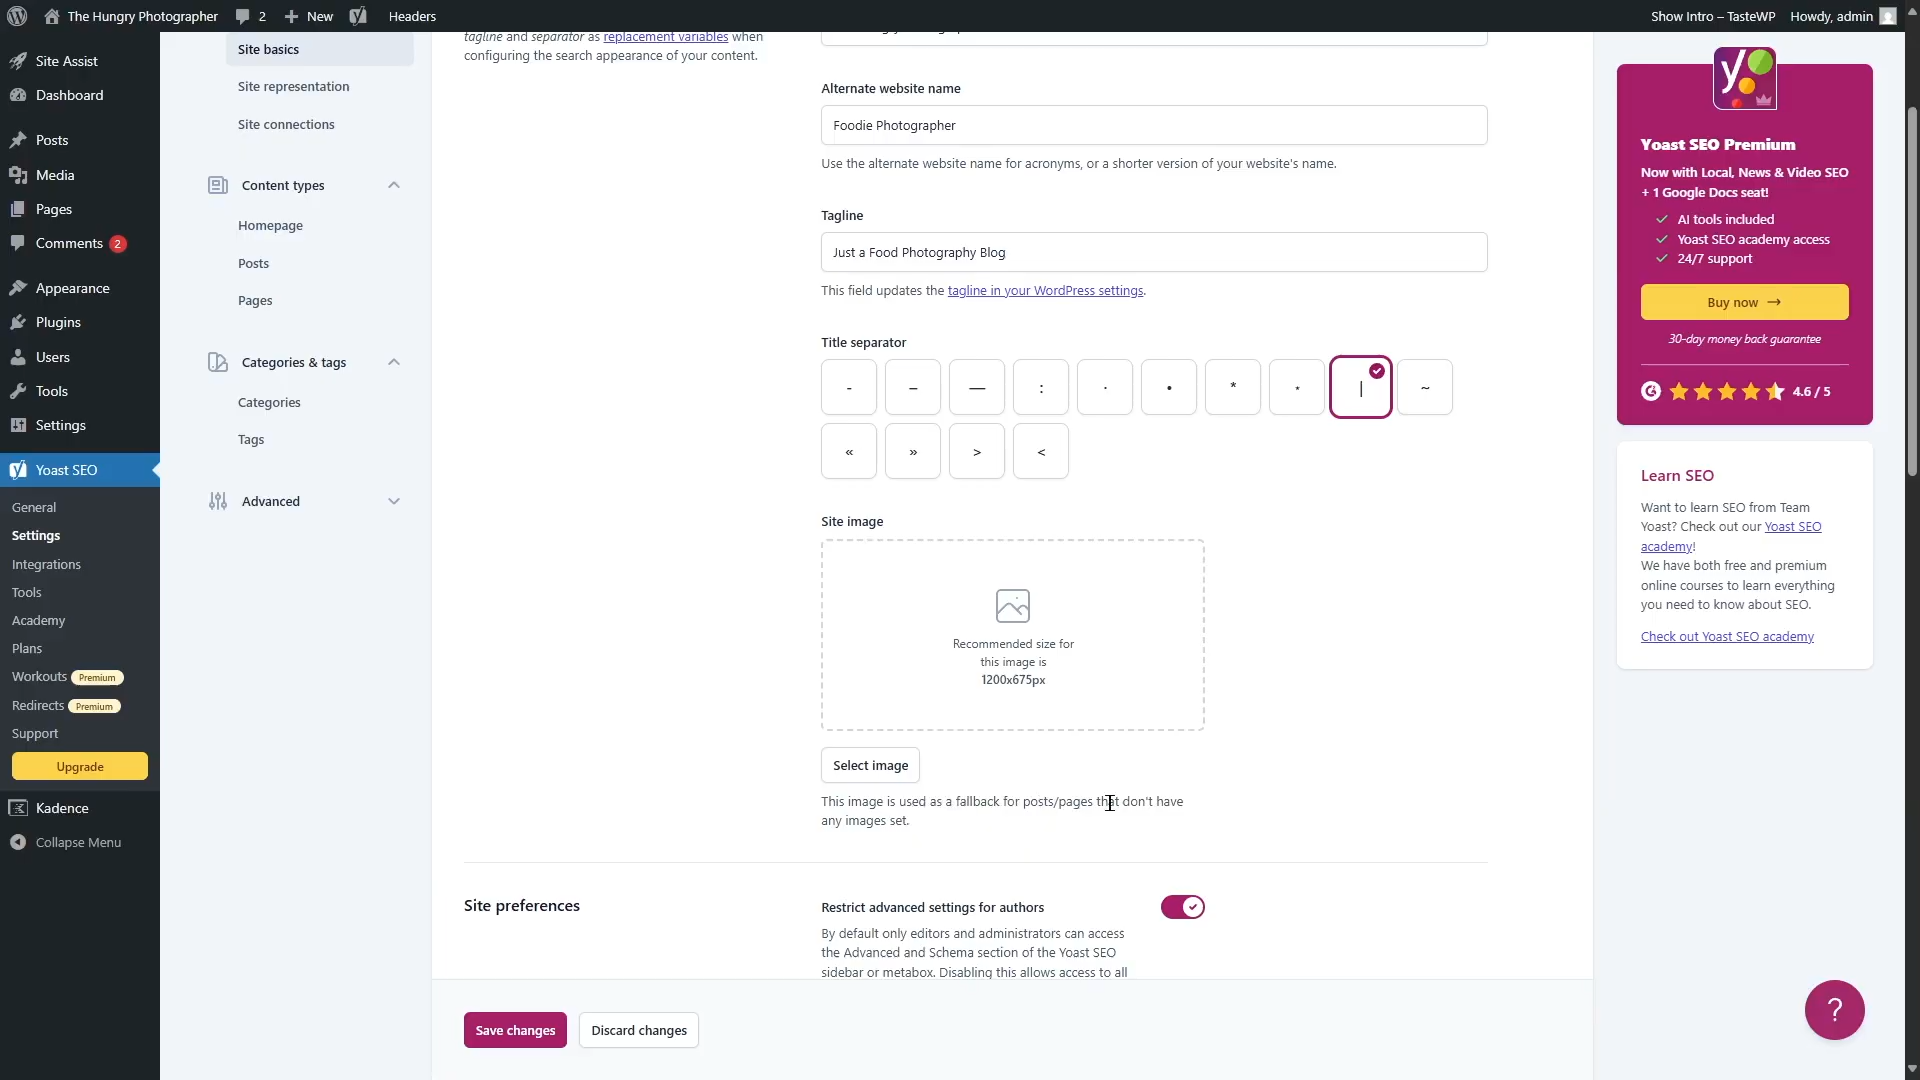 The Hungry Photographer
2
New
Headers
Show Intro – TasteWP
Howdy, admin
Site Assist
Dashboard
Posts
Media
Pages
Comments 2
Appearance
Plugins
Users
Tools
Settings
Yoast SEO
General
Settings
Integrations
Tools
Academy
Plans
Workouts Premium
Redirects Premium
Support
Upgrade
Kadence
Collapse Menu
Site basics
Site representation
Site connections
Content types
Homepage
Posts
Pages
Categories & tags
Categories
Tags
Advanced
tagline and separator as replacement variables when
configuring the search appearance of your content.
Alternate website name
Foodie Photographer
Use the alternate website name for acronyms, or a shorter version of your website's name.
Tagline
Just a Food Photography Blog
This field updates the tagline in your WordPress settings.
Title separator
- – — : · • * ⋆ | ~
« » > <
Site image
Recommended size for
this image is
1200x675px
Select image
This image is used as a fallback for posts/pages that don't have
any images set.
Site preferences
Restrict advanced settings for authors
By default only editors and administrators can access
the Advanced and Schema section of the Yoast SEO
sidebar or metabox. Disabling this allows access to all
Save changes
Discard changes
y
Yoast SEO Premium
Now with Local, News & Video SEO
+ 1 Google Docs seat!
AI tools included
Yoast SEO academy access
24/7 support
Buy now →
30-day money back guarantee
4.6 / 5
Learn SEO
Want to learn SEO from Team
Yoast? Check out our Yoast SEO
academy!
We have both free and premium
online courses to learn everything
you need to know about SEO.
Check out Yoast SEO academy
?